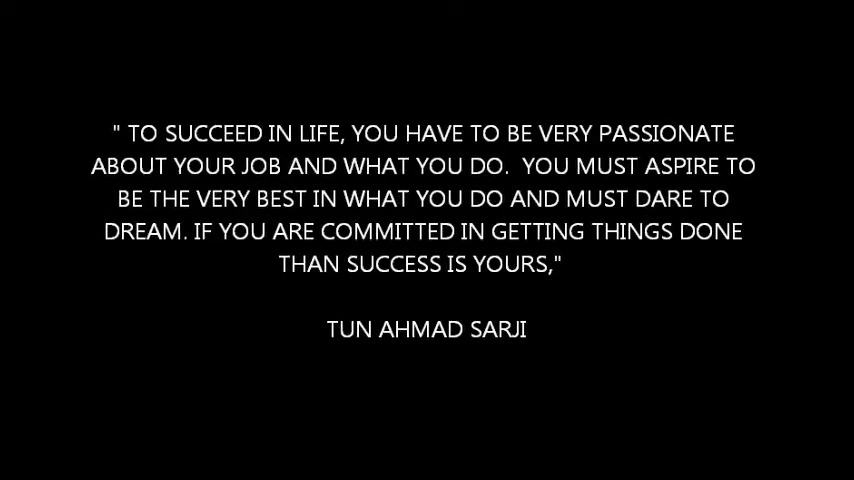 " TO SUCCEED IN LIFE, YOU HAVE TO BE VERY PASSIONATE
ABOUT YOUR JOB AND WHAT YOU DO.  YOU MUST ASPIRE TO
BE THE VERY BEST IN WHAT YOU DO AND MUST DARE TO
DREAM. IF YOU ARE COMMITTED IN GETTING THINGS DONE
THAN SUCCESS IS YOURS,"
TUN AHMAD SARJI